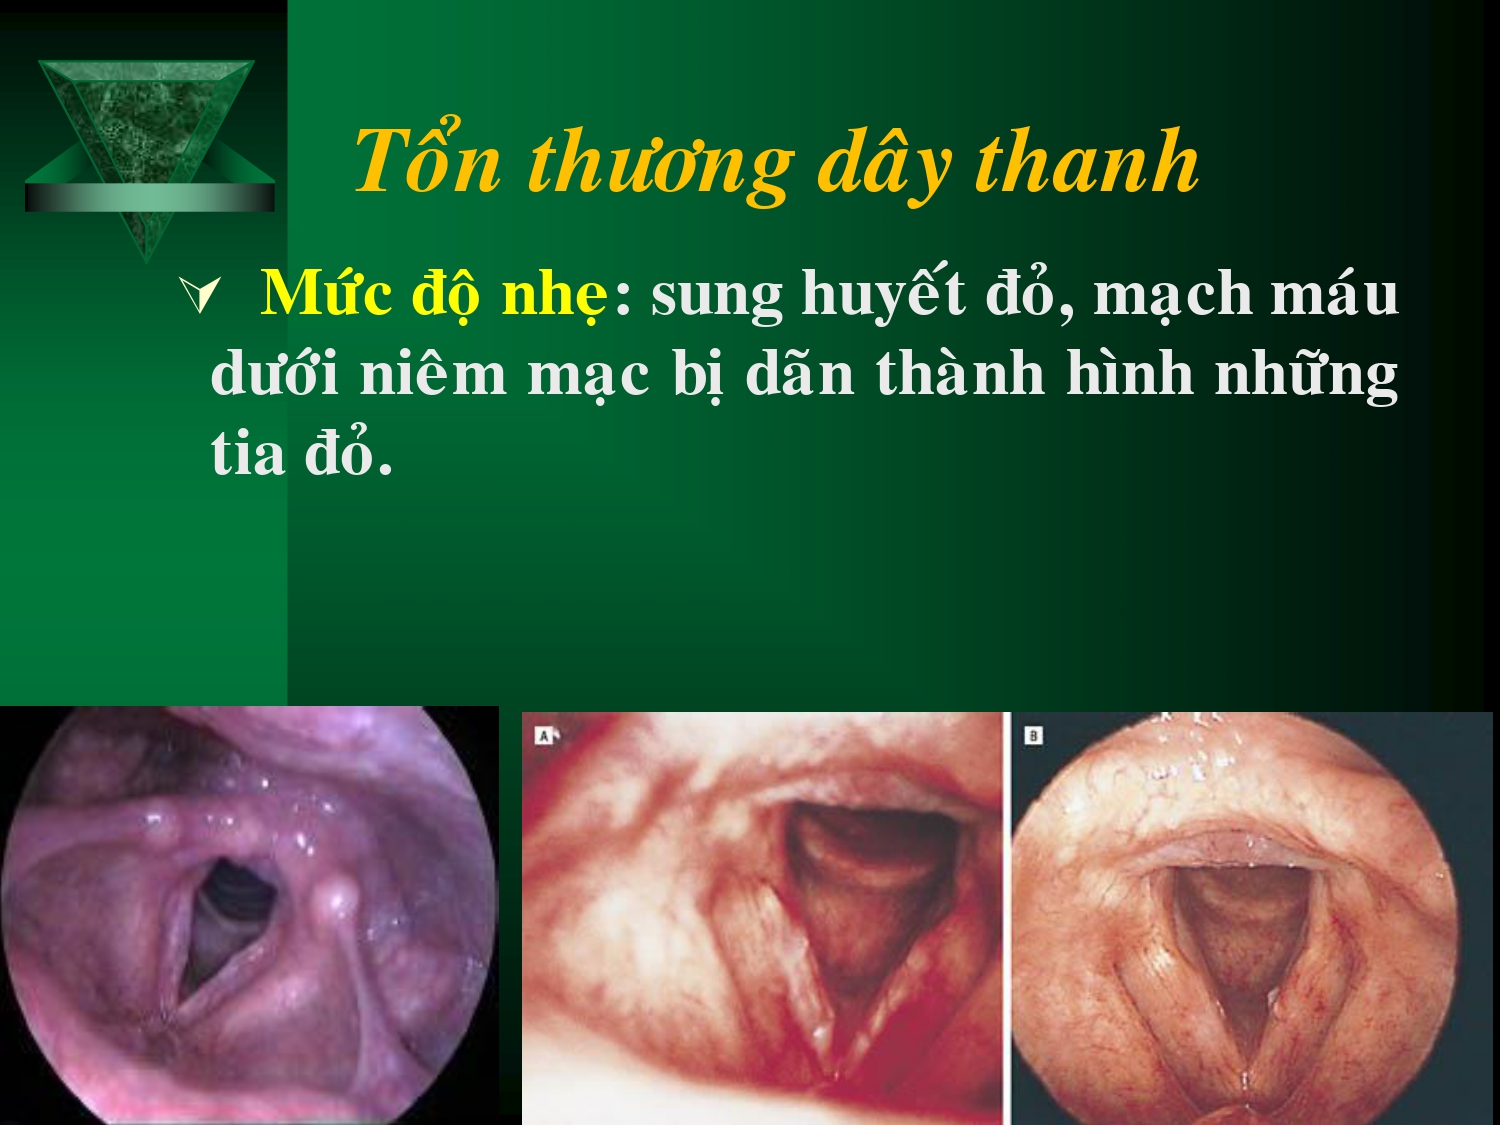 Tổn thương dây thanh
Mức độ nhẹ: sung huyết đỏ, mạch máu
dưới niêm mạc bị dãn thành hình những
tia đỏ.
A
B